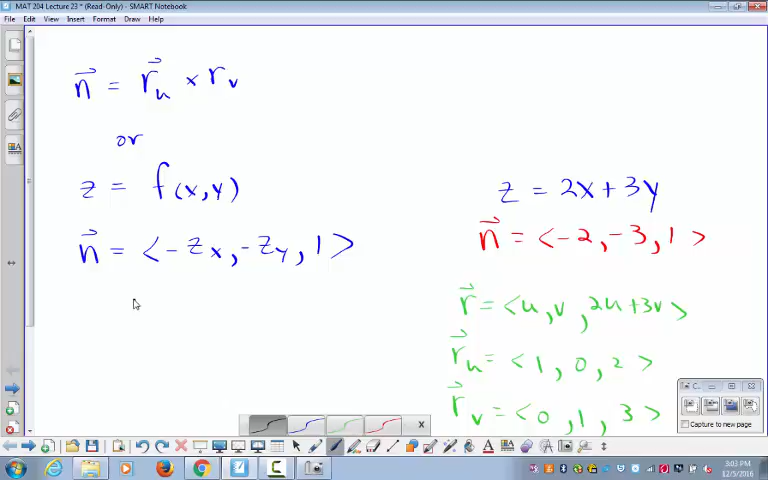 MAT 204 Lecture 23 * (Read-Only) - SMART Notebook
File Edit View Insert Format Draw Help
n⃗ = r⃗ᵤ × rᵥ
or
z = f(x,y)
n⃗ = <-zₓ, -z_y, 1>
z = 2x+3y
n⃗ = <-2, -3, 1>
r⃗ = <u, v, 2u+3v>
r⃗ᵤ = <1, 0, 2>
r⃗ᵥ = <0, 1, 3>
C..
Capture to new page
3:03 PM
12/5/2016